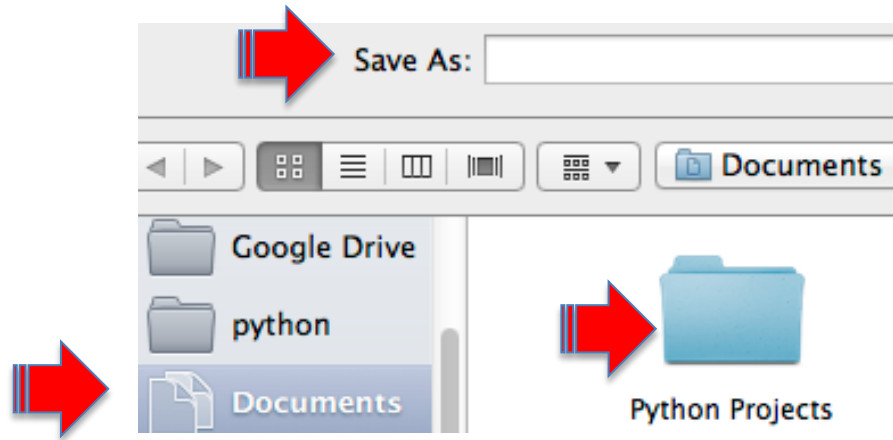 Save As:
Documents
Google Drive
python
Documents
Python Projects